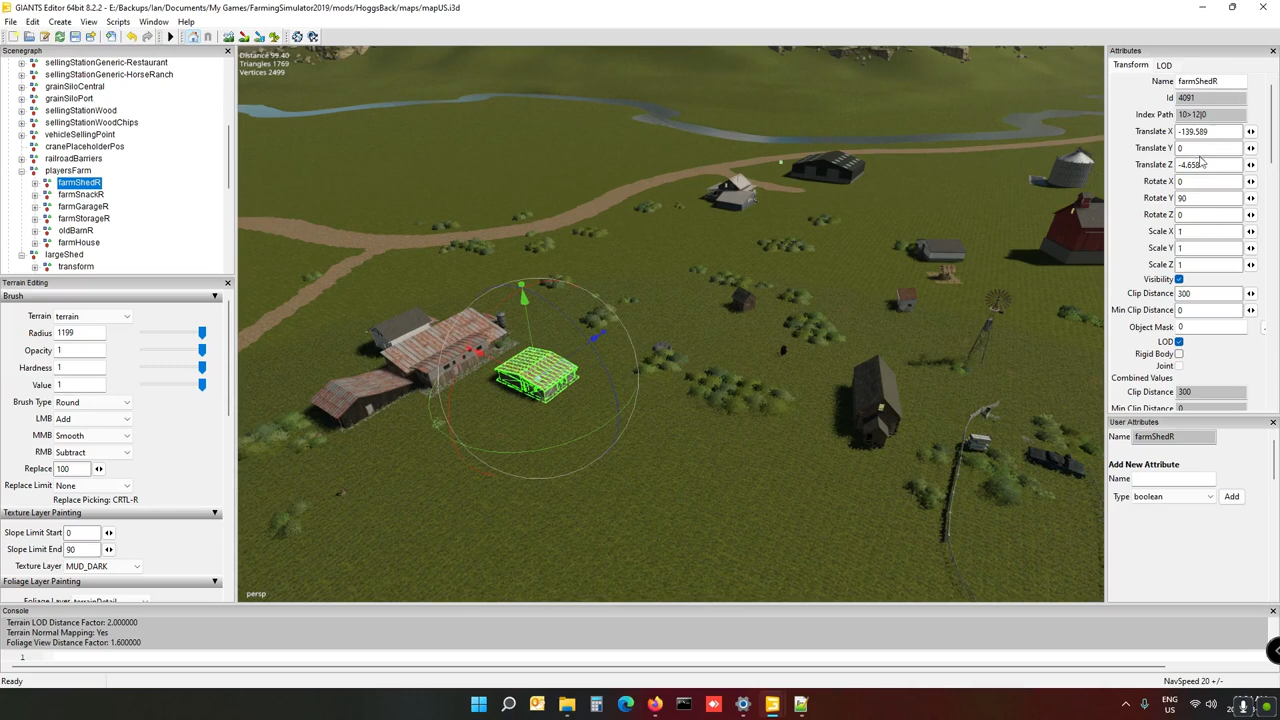 GIANTS Editor 64bit 8.2.2 - E:/Backups/Ian/Documents/My Games/FarmingSimulator2019/mods/HoggsBack/maps/mapUS.i3d
File Edit Create View Scripts Window Help
Scenegraph
sellingStationGeneric-Restaurant
sellingStationGeneric-HorseRanch
grainSiloCentral
grainSiloPort
sellingStationWood
sellingStationWoodChips
vehicleSellingPoint
cranePlaceholderPos
railroadBarriers
playersFarm
farmShedR
farmSnackR
farmGarageR
farmStorageR
oldBarnR
farmHouse
largeShed
transform
Terrain Editing
Brush
Terrain terrain
Radius 1199
Opacity 1
Hardness 1
Value 1
Brush Type Round
LMB Add
MMB Smooth
RMB Subtract
Replace 100
Replace Limit None
Replace Picking: CRTL-R
Texture Layer Painting
Slope Limit Start 0
Slope Limit End 90
Texture Layer MUD_DARK
Foliage Layer Painting
Foliage Layer terrainDetail
Distance 99.40
Triangles 1769
Vertices 2499
persp
Attributes
Transform LOD
Name farmShedR
Id 4091
Index Path 10>12|0
Translate X -139.589
Translate Y 0
Translate Z
Rotate X 0
Rotate Y 90
Rotate Z 0
Scale X 1
Scale Y 1
Scale Z 1
Visibility
Clip Distance 300
Min Clip Distance 0
Object Mask 0
LOD
Rigid Body
Joint
Combined Values
Clip Distance 300
Min Clip Distance 0
User Attributes
Name farmShedR
Add New Attribute
Name
Type boolean Add
Console
Terrain LOD Distance Factor: 2.000000
Terrain Normal Mapping: Yes
Foliage View Distance Factor: 1.600000
1
Ready
NavSpeed 20 +/-
ENG
US